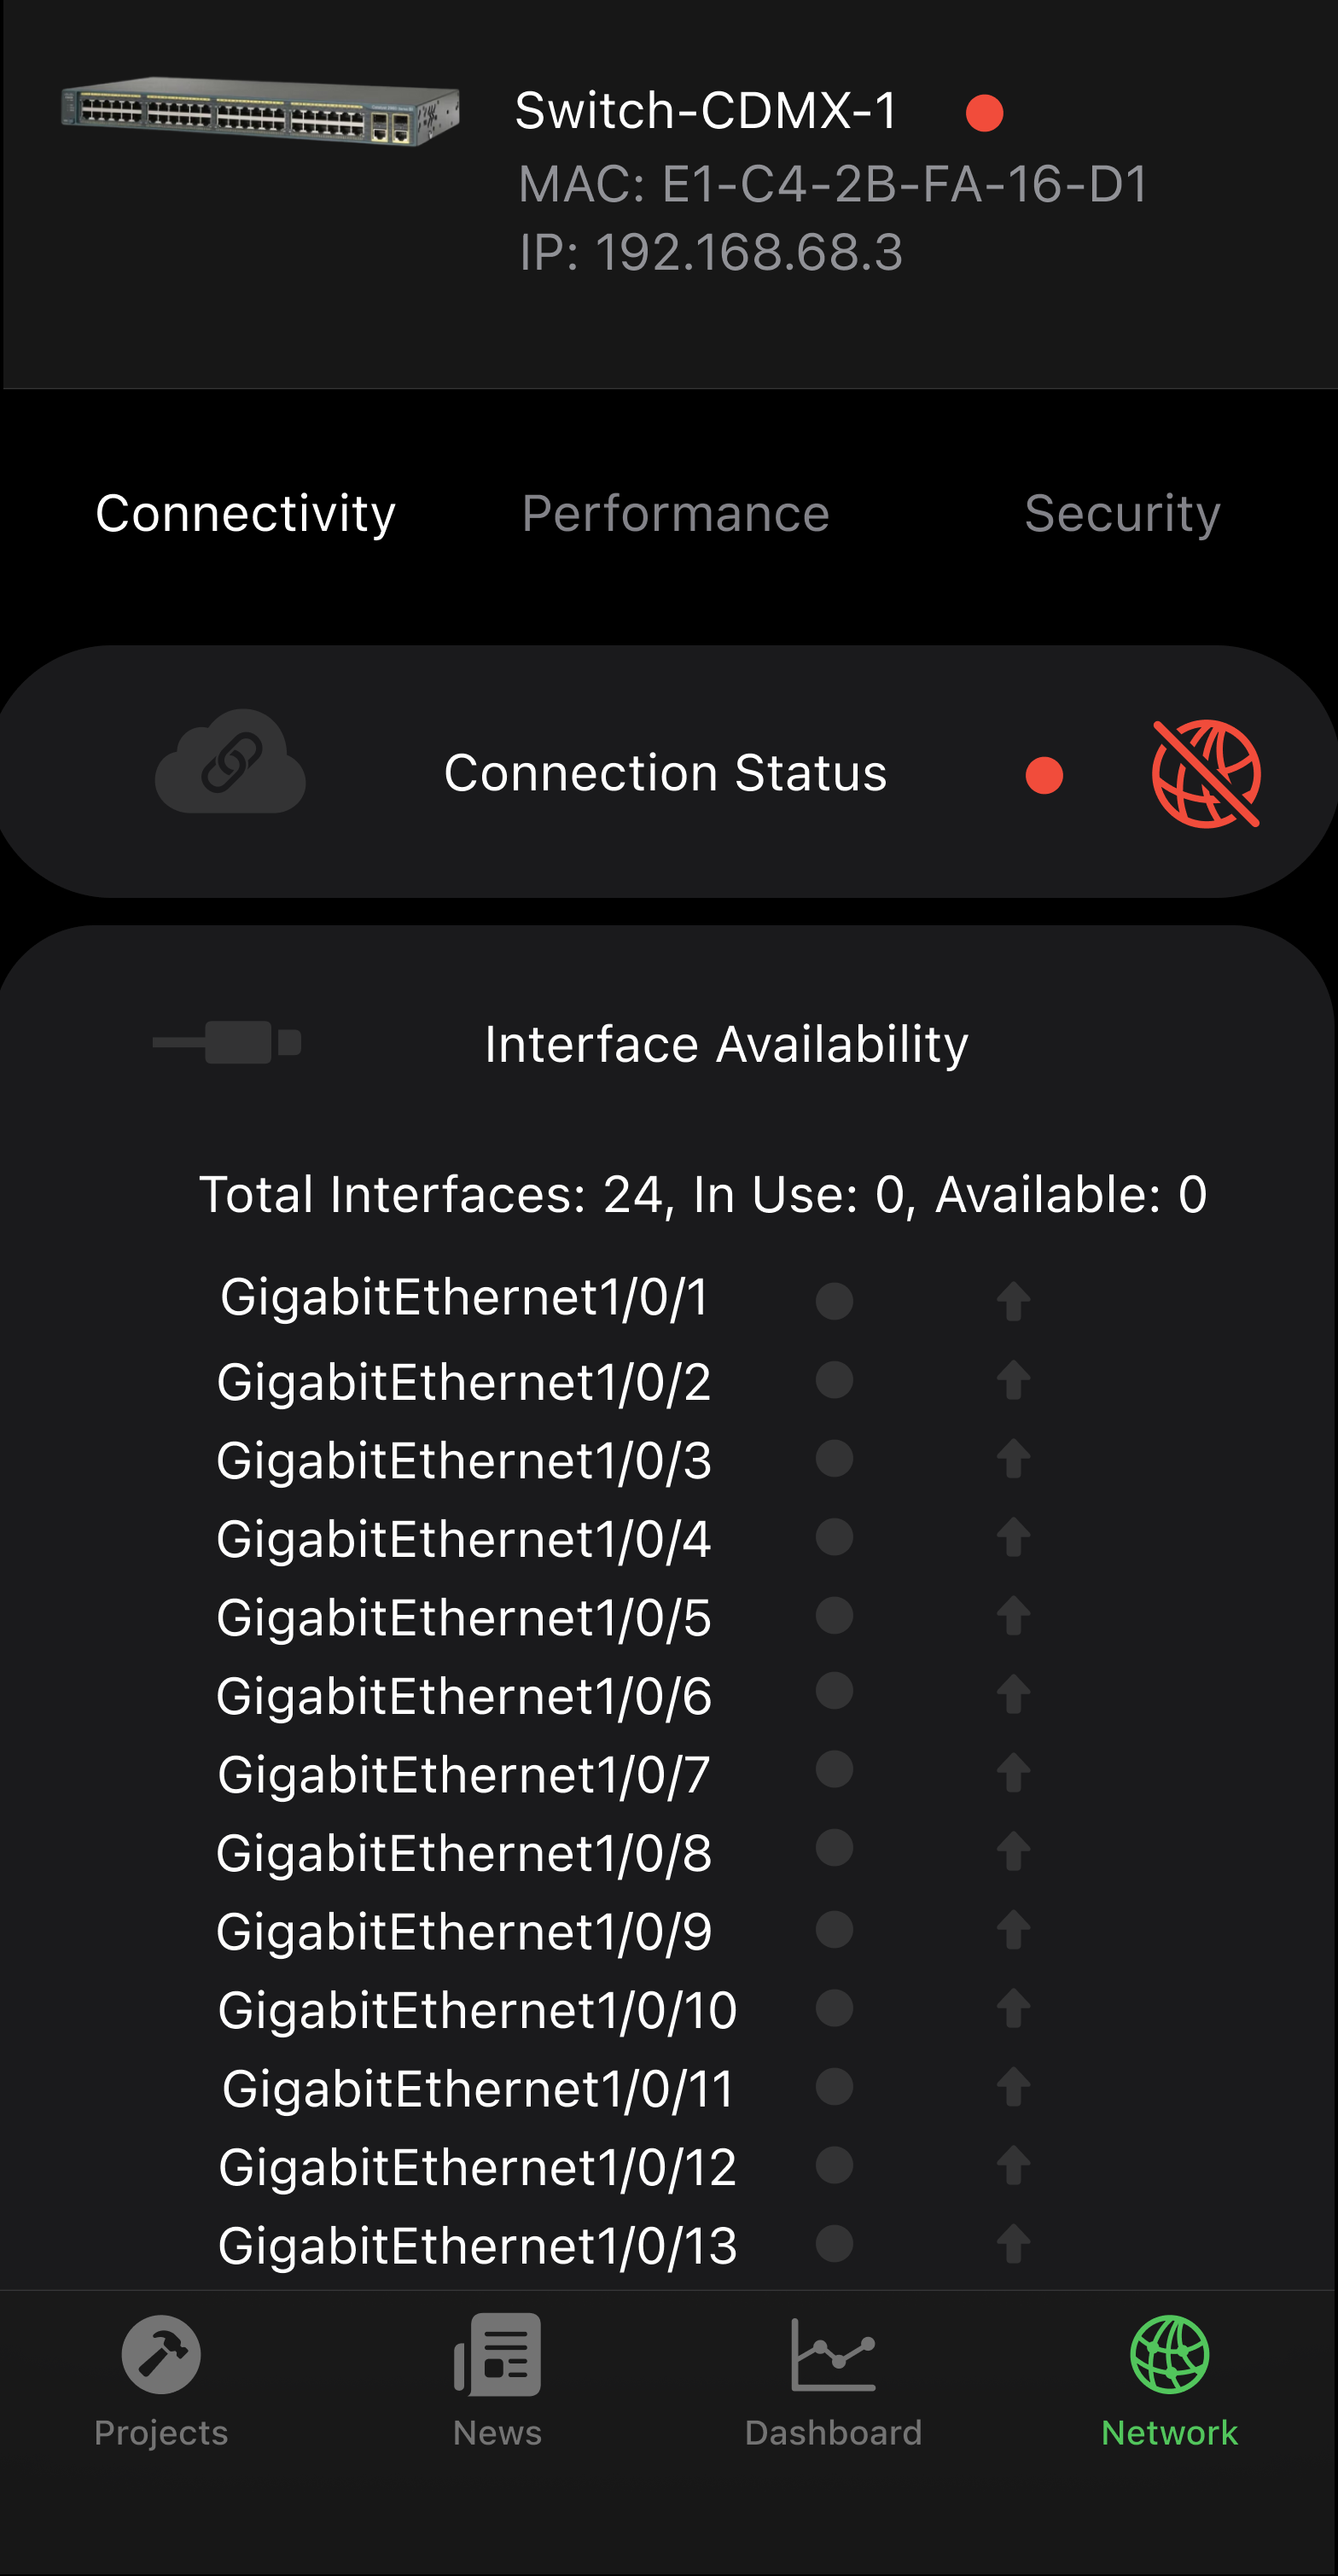 Switch-CDMX-1
MAC: E1-C4-2B-FA-16-D1
IP: 192.168.68.3
Connectivity Performance Security
Connection Status
Interface Availability
Total Interfaces: 24, In Use: 0, Available: 0
GigabitEthernet1/0/1
GigabitEthernet1/0/2
GigabitEthernet1/0/3
GigabitEthernet1/0/4
GigabitEthernet1/0/5
GigabitEthernet1/0/6
GigabitEthernet1/0/7
GigabitEthernet1/0/8
GigabitEthernet1/0/9
GigabitEthernet1/0/10
GigabitEthernet1/0/11
GigabitEthernet1/0/12
GigabitEthernet1/0/13
Projects News Dashboard Network